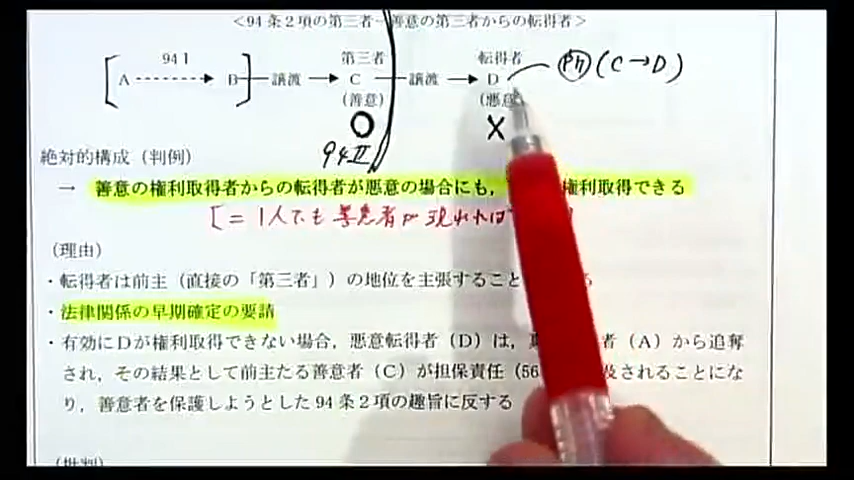 <94条2項の第三者－善意の第三者からの転得者>
94 I 第三者 転得者
A B 譲渡 C 譲渡 D (C→D)
(善意) (悪意
94Ⅱ
絶対的構成（判例）
→ 善意の権利取得者からの転得者が悪意の場合にも， 権利取得できる
[= 1人でも善意者が現れれば
（理由）
・転得者は前主（直接の「第三者」）の地位を主張すること る
・法律関係の早期確定の要請
・有効にDが権利取得できない場合，悪意転得者（D）は， 者（A）から追奪
され，その結果として前主たる善意者（C）が担保責任（56 及されることにな
り，善意者を保護しようとした94条2項の趣旨に反する
（批判）